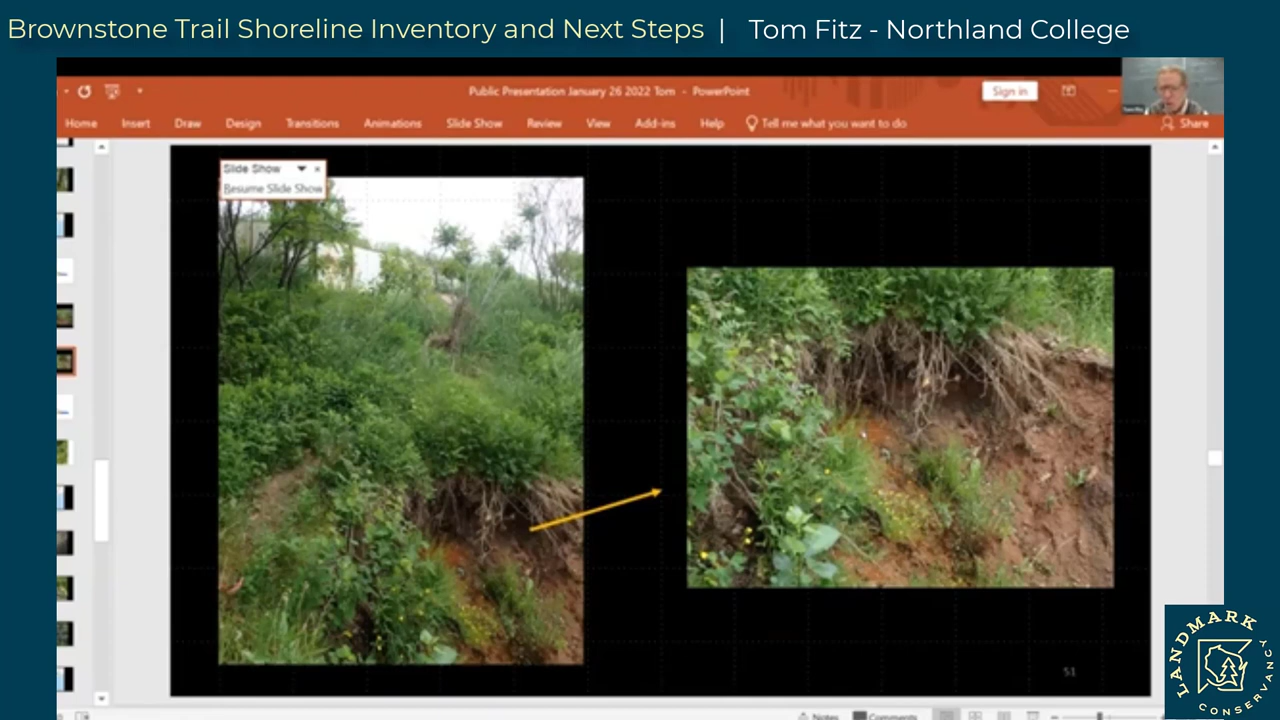 Brownstone Trail Shoreline Inventory and Next Steps | Tom Fitz - Northland College
Public Presentation January 26 2022 Tom - PowerPoint
Sign in
Home Insert Draw Design Transitions Animations Slide Show Review View Add-ins Help Tell me what you want to do
Share
Slide Show
Resume Slide Show
51
Notes Comments
LANDMARK
CONSERVANCY